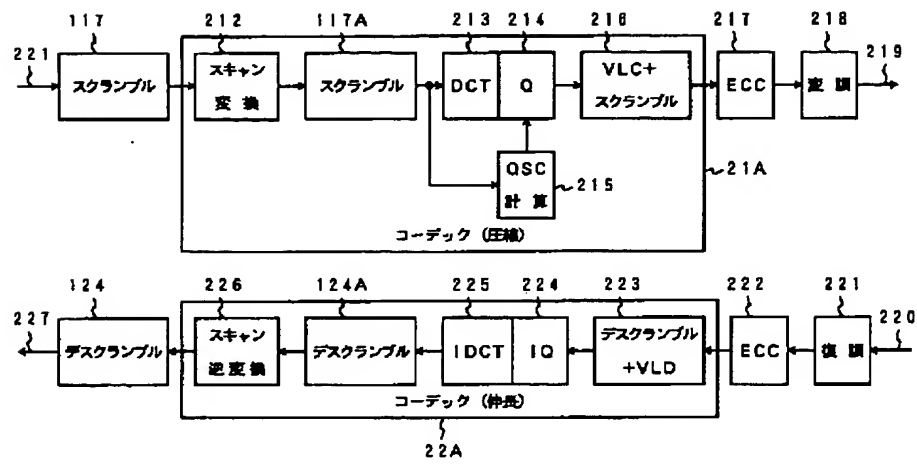 117 212 117A 213 214 216 217 218
221 219
スクランブル
スキャン
変換
スクランブル
DCT Q
VLC+
スクランブル
ECC
変調
QSC
計算
215
21A
コーデック (圧縮)
124 226 124A 225 224 223 222 221
227 220
デスクランブル
スキャン
逆変換
デスクランブル
IDCT IQ
デスクランブル
+VLD
ECC
復調
コーデック (伸長)
22A